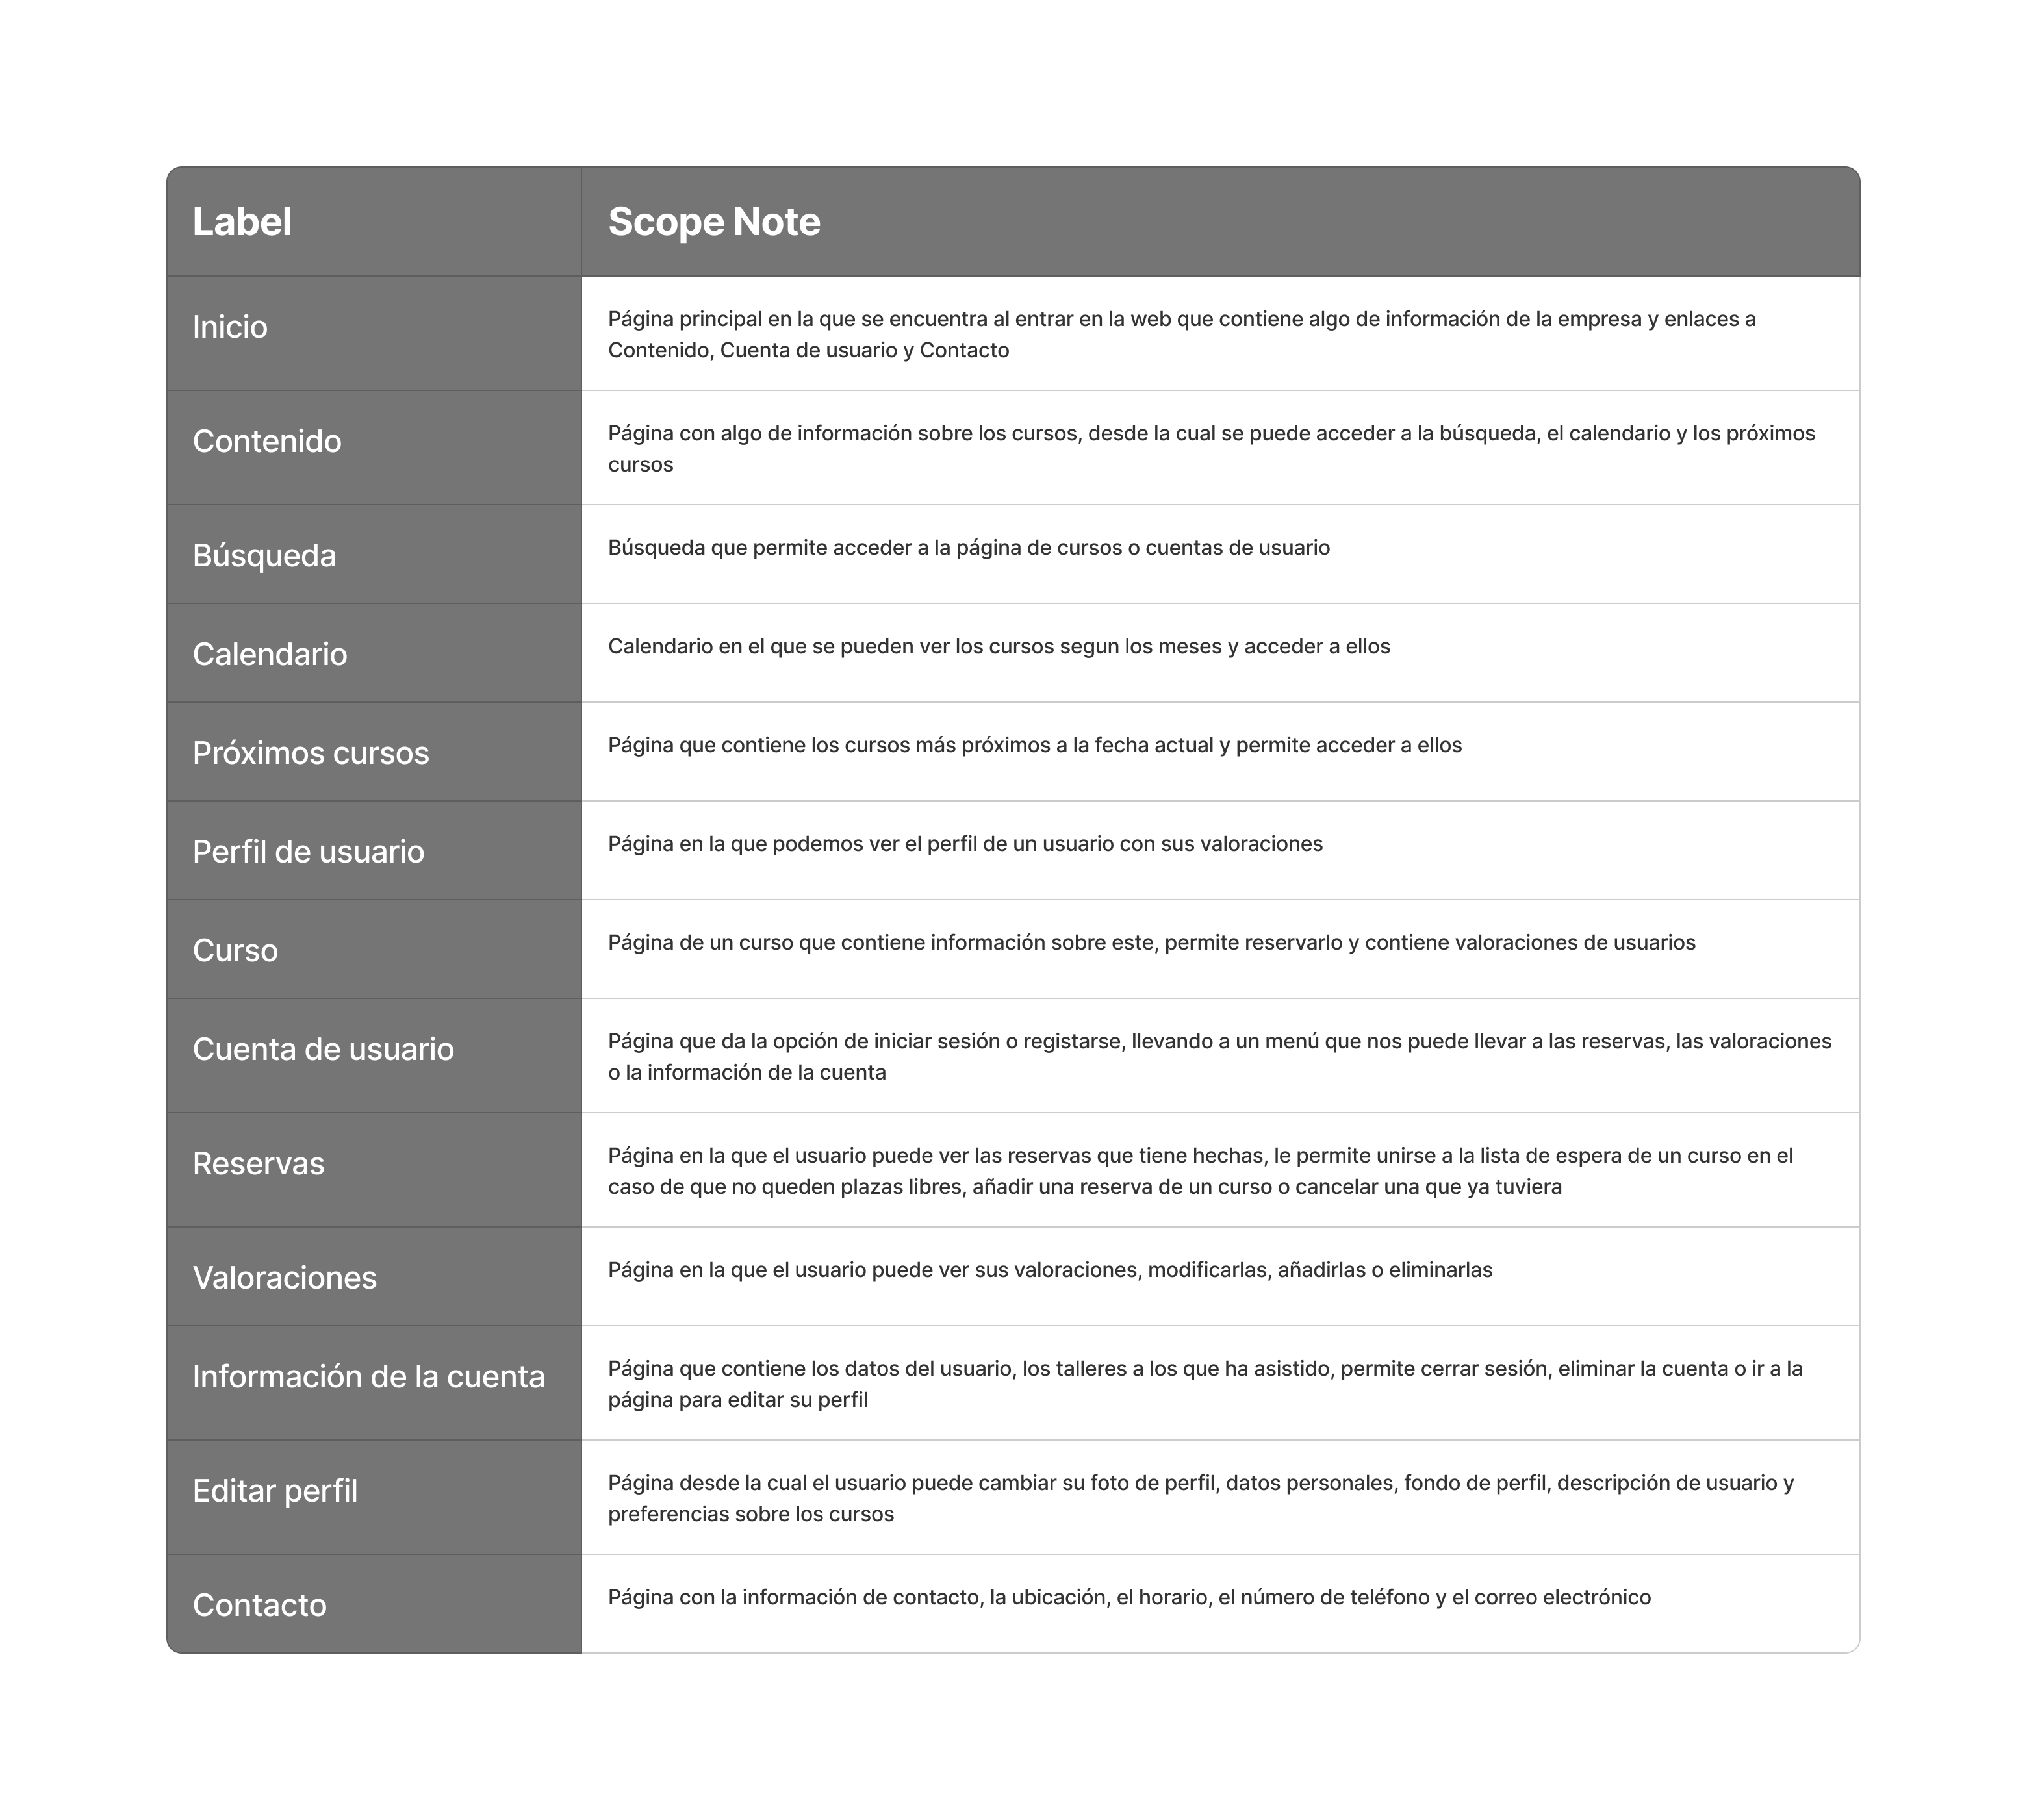 Label
Scope Note
Inicio
Página principal en la que se encuentra al entrar en la web que contiene algo de información de la empresa y enlaces a
Contenido, Cuenta de usuario y Contacto
Contenido
Página con algo de información sobre los cursos, desde la cual se puede acceder a la búsqueda, el calendario y los próximos
cursos
Búsqueda
Búsqueda que permite acceder a la página de cursos o cuentas de usuario
Calendario
Calendario en el que se pueden ver los cursos segun los meses y acceder a ellos
Próximos cursos
Página que contiene los cursos más próximos a la fecha actual y permite acceder a ellos
Perfil de usuario
Página en la que podemos ver el perfil de un usuario con sus valoraciones
Curso
Página de un curso que contiene información sobre este, permite reservarlo y contiene valoraciones de usuarios
Cuenta de usuario
Página que da la opción de iniciar sesión o registarse, llevando a un menú que nos puede llevar a las reservas, las valoraciones
o la información de la cuenta
Reservas
Página en la que el usuario puede ver las reservas que tiene hechas, le permite unirse a la lista de espera de un curso en el
caso de que no queden plazas libres, añadir una reserva de un curso o cancelar una que ya tuviera
Valoraciones
Página en la que el usuario puede ver sus valoraciones, modificarlas, añadirlas o eliminarlas
Información de la cuenta
Página que contiene los datos del usuario, los talleres a los que ha asistido, permite cerrar sesión, eliminar la cuenta o ir a la
página para editar su perfil
Editar perfil
Página desde la cual el usuario puede cambiar su foto de perfil, datos personales, fondo de perfil, descripción de usuario y
preferencias sobre los cursos
Contacto
Página con la información de contacto, la ubicación, el horario, el número de teléfono y el correo electrónico